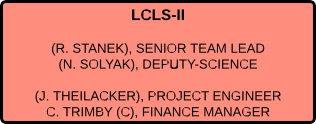 LCLS-II
(R. STANEK), SENIOR TEAM LEAD
(N. SOLYAK), DEPUTY-SCIENCE
(J. THEILACKER), PROJECT ENGINEER
C. TRIMBY (C), FINANCE MANAGER